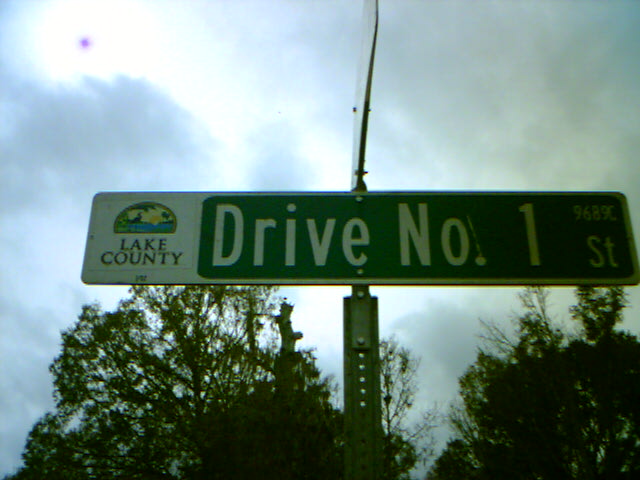 LAKE
COUNTY
Drive No. 1 St
9689C